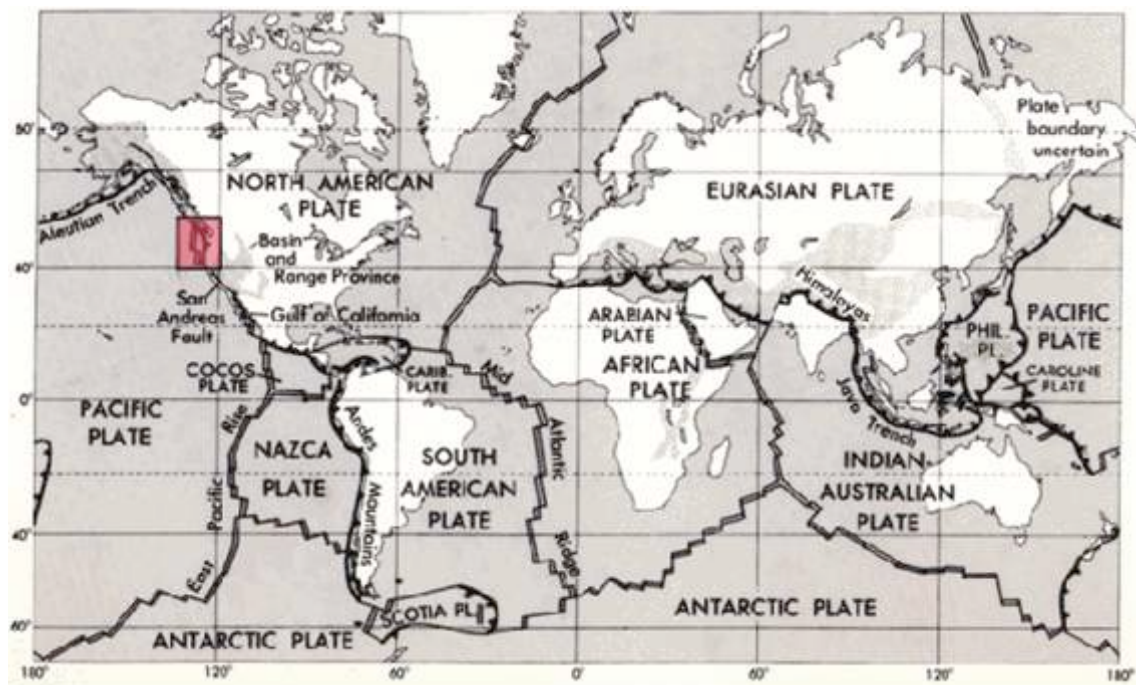 Plate
boundary
uncertain
60°
NORTH AMERICAN
PLATE
EURASIAN PLATE
Aleutian Trench
Basin
and
Range Province
40°
Himalayas
San
Andreas
Fault
Gulf of California
ARABIAN
PLATE
PHIL.
PL.
PACIFIC
PLATE
COCOS
PLATE
CARIB.
PLATE
Mid
AFRICAN
PLATE
CAROLINE
PLATE
0°
PACIFIC
PLATE
Rise
Andes
Atlantic
Java Trench
NAZCA
PLATE
SOUTH
AMERICAN
PLATE
INDIAN-
AUSTRALIAN
PLATE
Pacific
Mountains
40°
East
Ridge
SCOTIA PL.
ANTARCTIC PLATE
ANTARCTIC PLATE
60°
180°
120°
60°
0°
60°
120°
180°